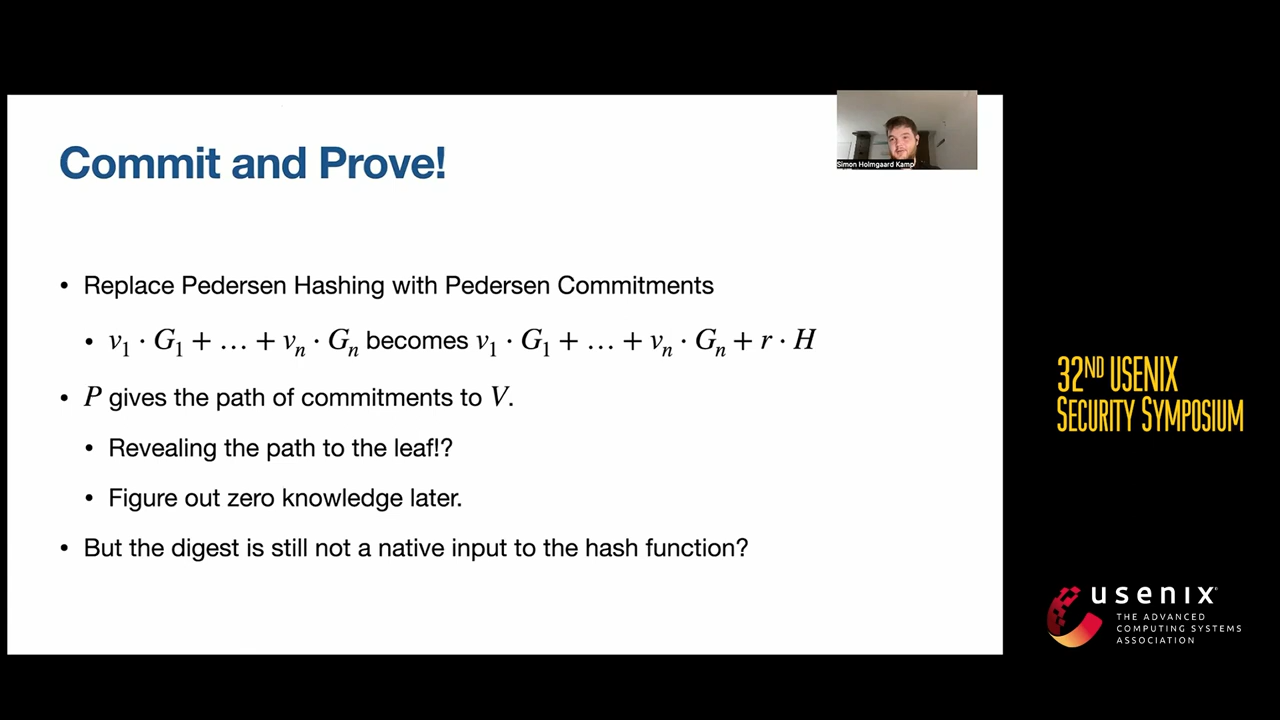 Commit and Prove!
Simon Holmgaard Kamp
• Replace Pedersen Hashing with Pedersen Commitments
• v₁ · G₁ + … + vₙ · Gₙ becomes v₁ · G₁ + … + vₙ · Gₙ + r · H
• P gives the path of commitments to V.
• Revealing the path to the leaf!?
• Figure out zero knowledge later.
• But the digest is still not a native input to the hash function?
32ND USENIX
SECURITY SYMPOSIUM
usenix
THE ADVANCED
COMPUTING SYSTEMS
ASSOCIATION